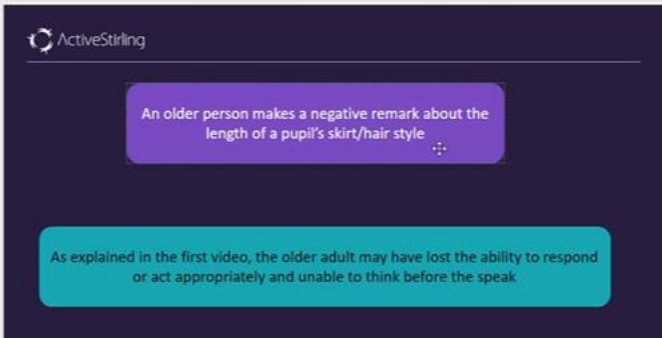 ActiveStirling
An older person makes a negative remark about the
length of a pupil's skirt/hair style
As explained in the first video, the older adult may have lost the ability to respond
or act appropriately and unable to think before the speak